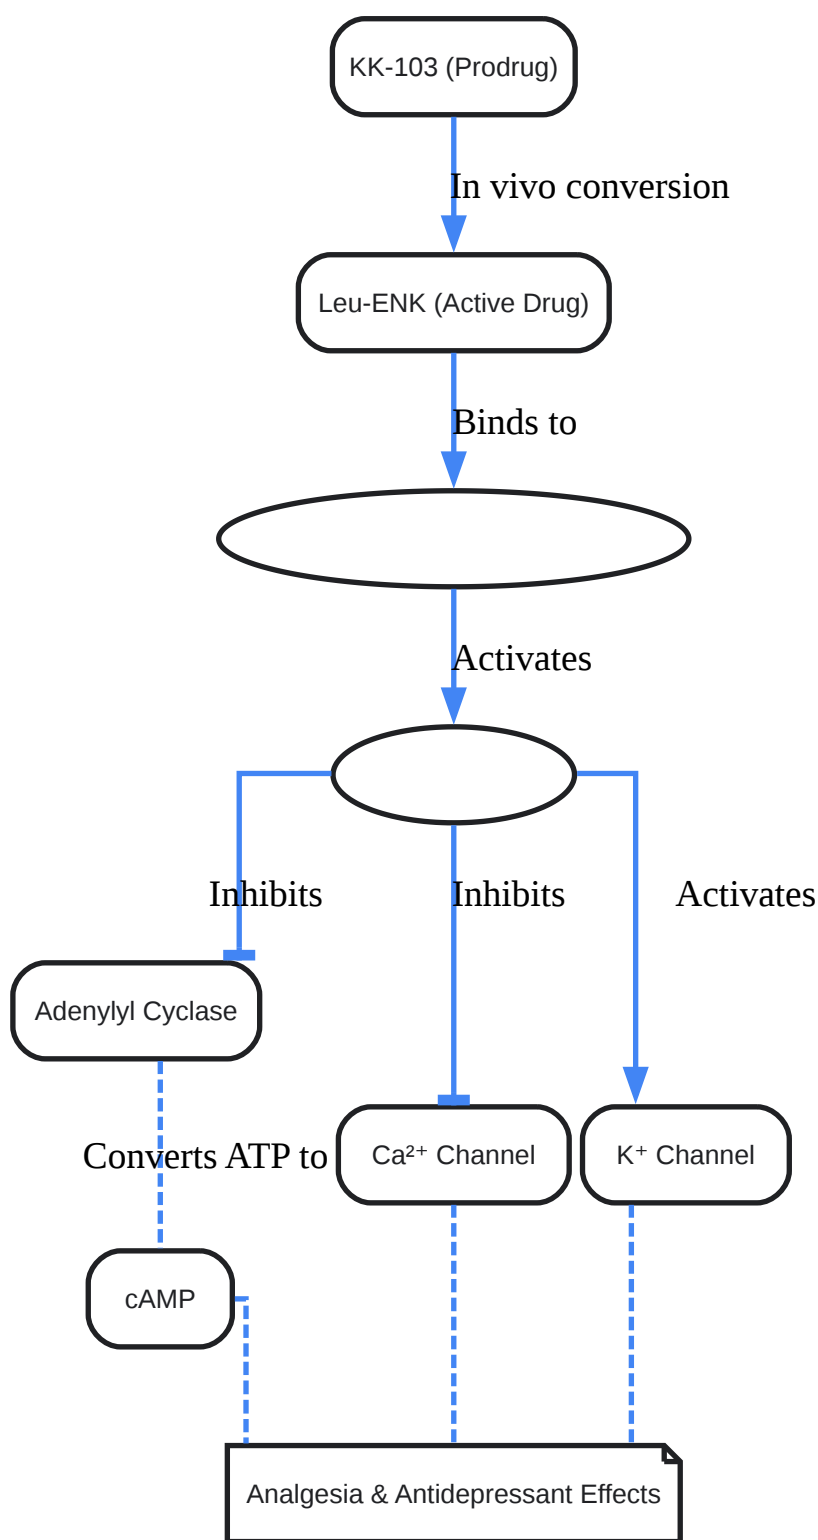 KK-103 (Prodrug)
In vivo conversion
Leu-ENK (Active Drug)
Binds to
Activates
Inhibits
Inhibits
Activates
Adenylyl Cyclase
Converts ATP to
Ca²⁺ Channel
K⁺ Channel
cAMP
Analgesia & Antidepressant Effects